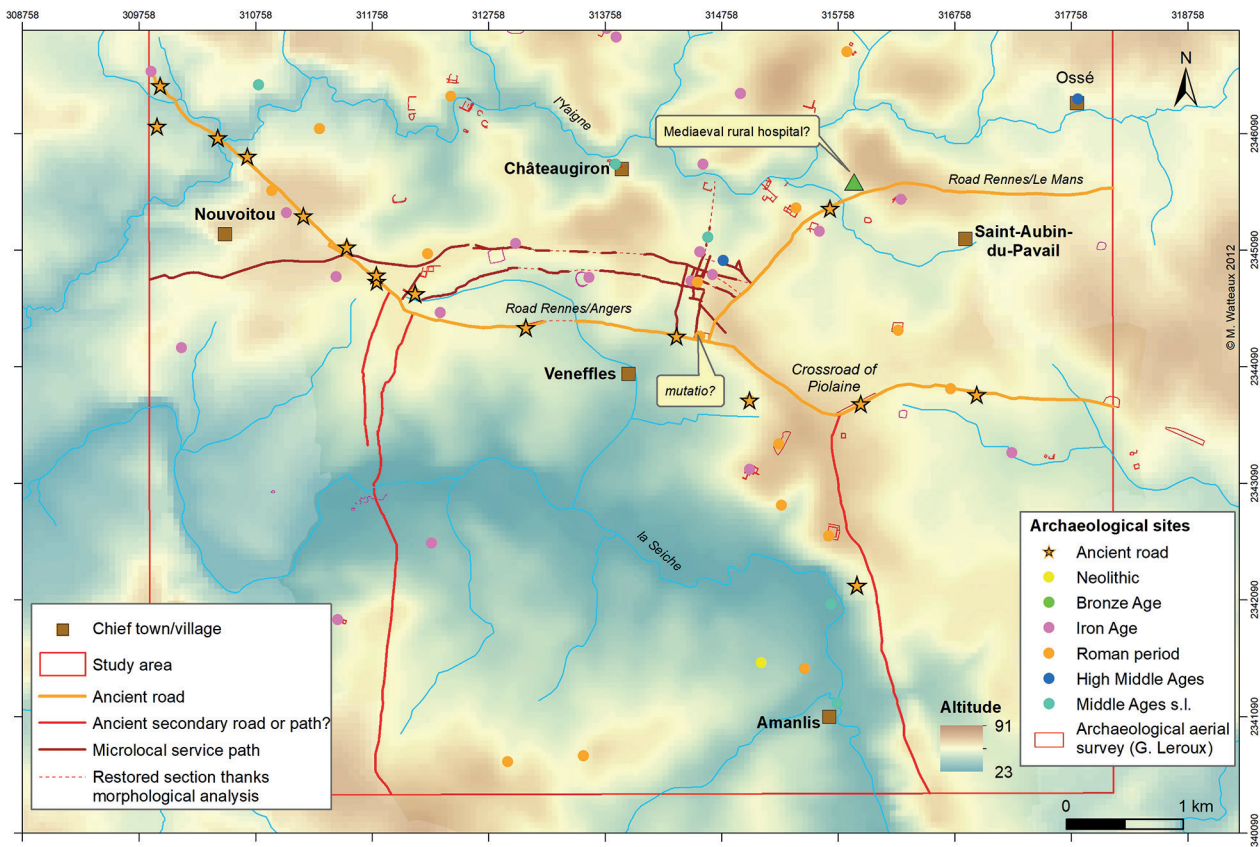 308758 309758 310758 311758 312758 313758 314758 315758 316758 317758 318758
N
Ossé
l'Yaigne
Mediaeval rural hospital?
2346090
Châteaugiron
Road Rennes/Le Mans
Nouvoitou
Saint-Aubin-
du-Pavail
2345090
Road Rennes/Angers
© M. Watteaux 2012
Veneffles
mutatio?
Crossroad of
Piolaine
2344090
2343090
la Seiche
Archaeological sites
Ancient road
Neolithic
Bronze Age
Iron Age
Roman period
High Middle Ages
Middle Ages s.l.
Archaeological aerial
survey (G. Leroux)
2342090
Chief town/village
Study area
Ancient road
Ancient secondary road or path?
Microlocal service path
Restored section thanks
morphological analysis
Amanlis
Altitude
91
23
2341090
0 1 km
340090